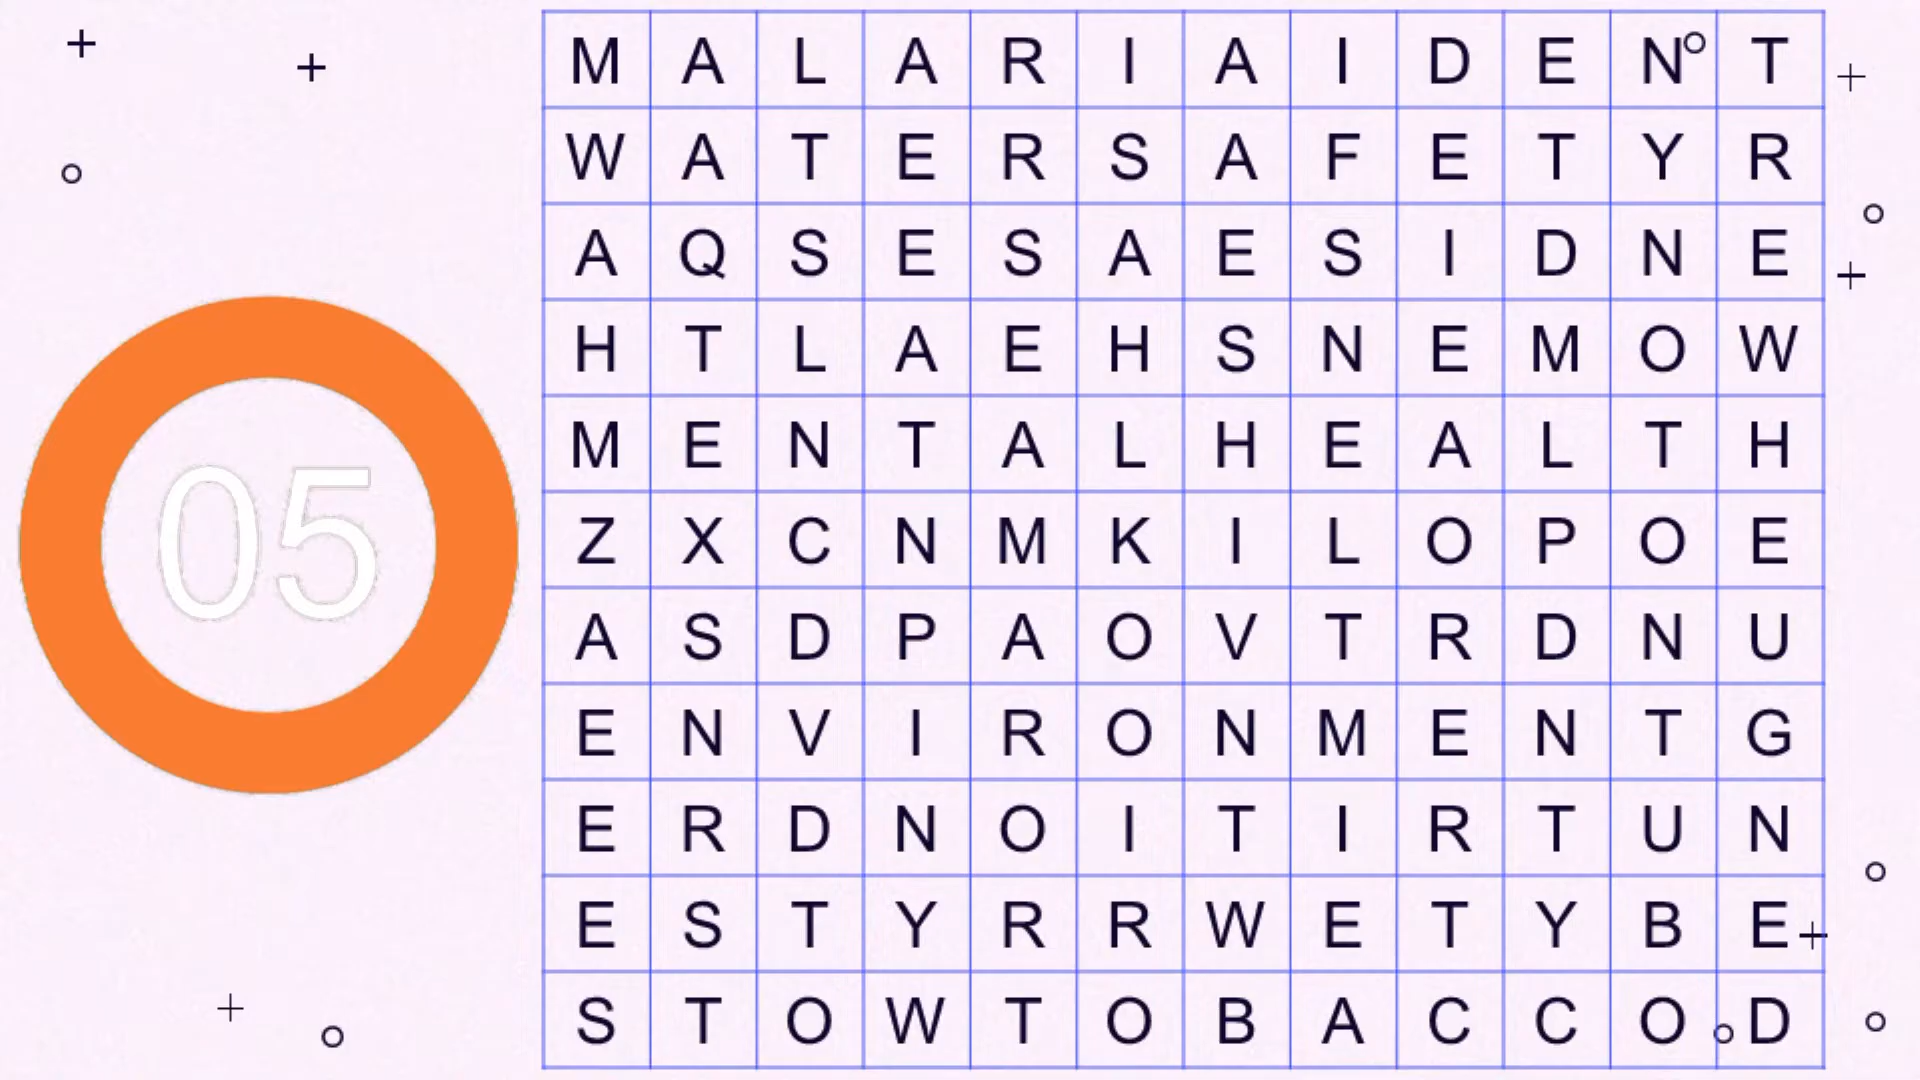 M A L A R I A I D E N T
W A T E R S A F E T Y R
A Q S E S A E S I D N E
H T L A E H S N E M O W
M E N T A L H E A L T H
05
Z X C N M K I L O P O E
A S D P A O V T R D N U
E N V I R O N M E N T G
E R D N O I T I R T U N
E S T Y R R W E T Y B E
S T O W T O B A C C O D